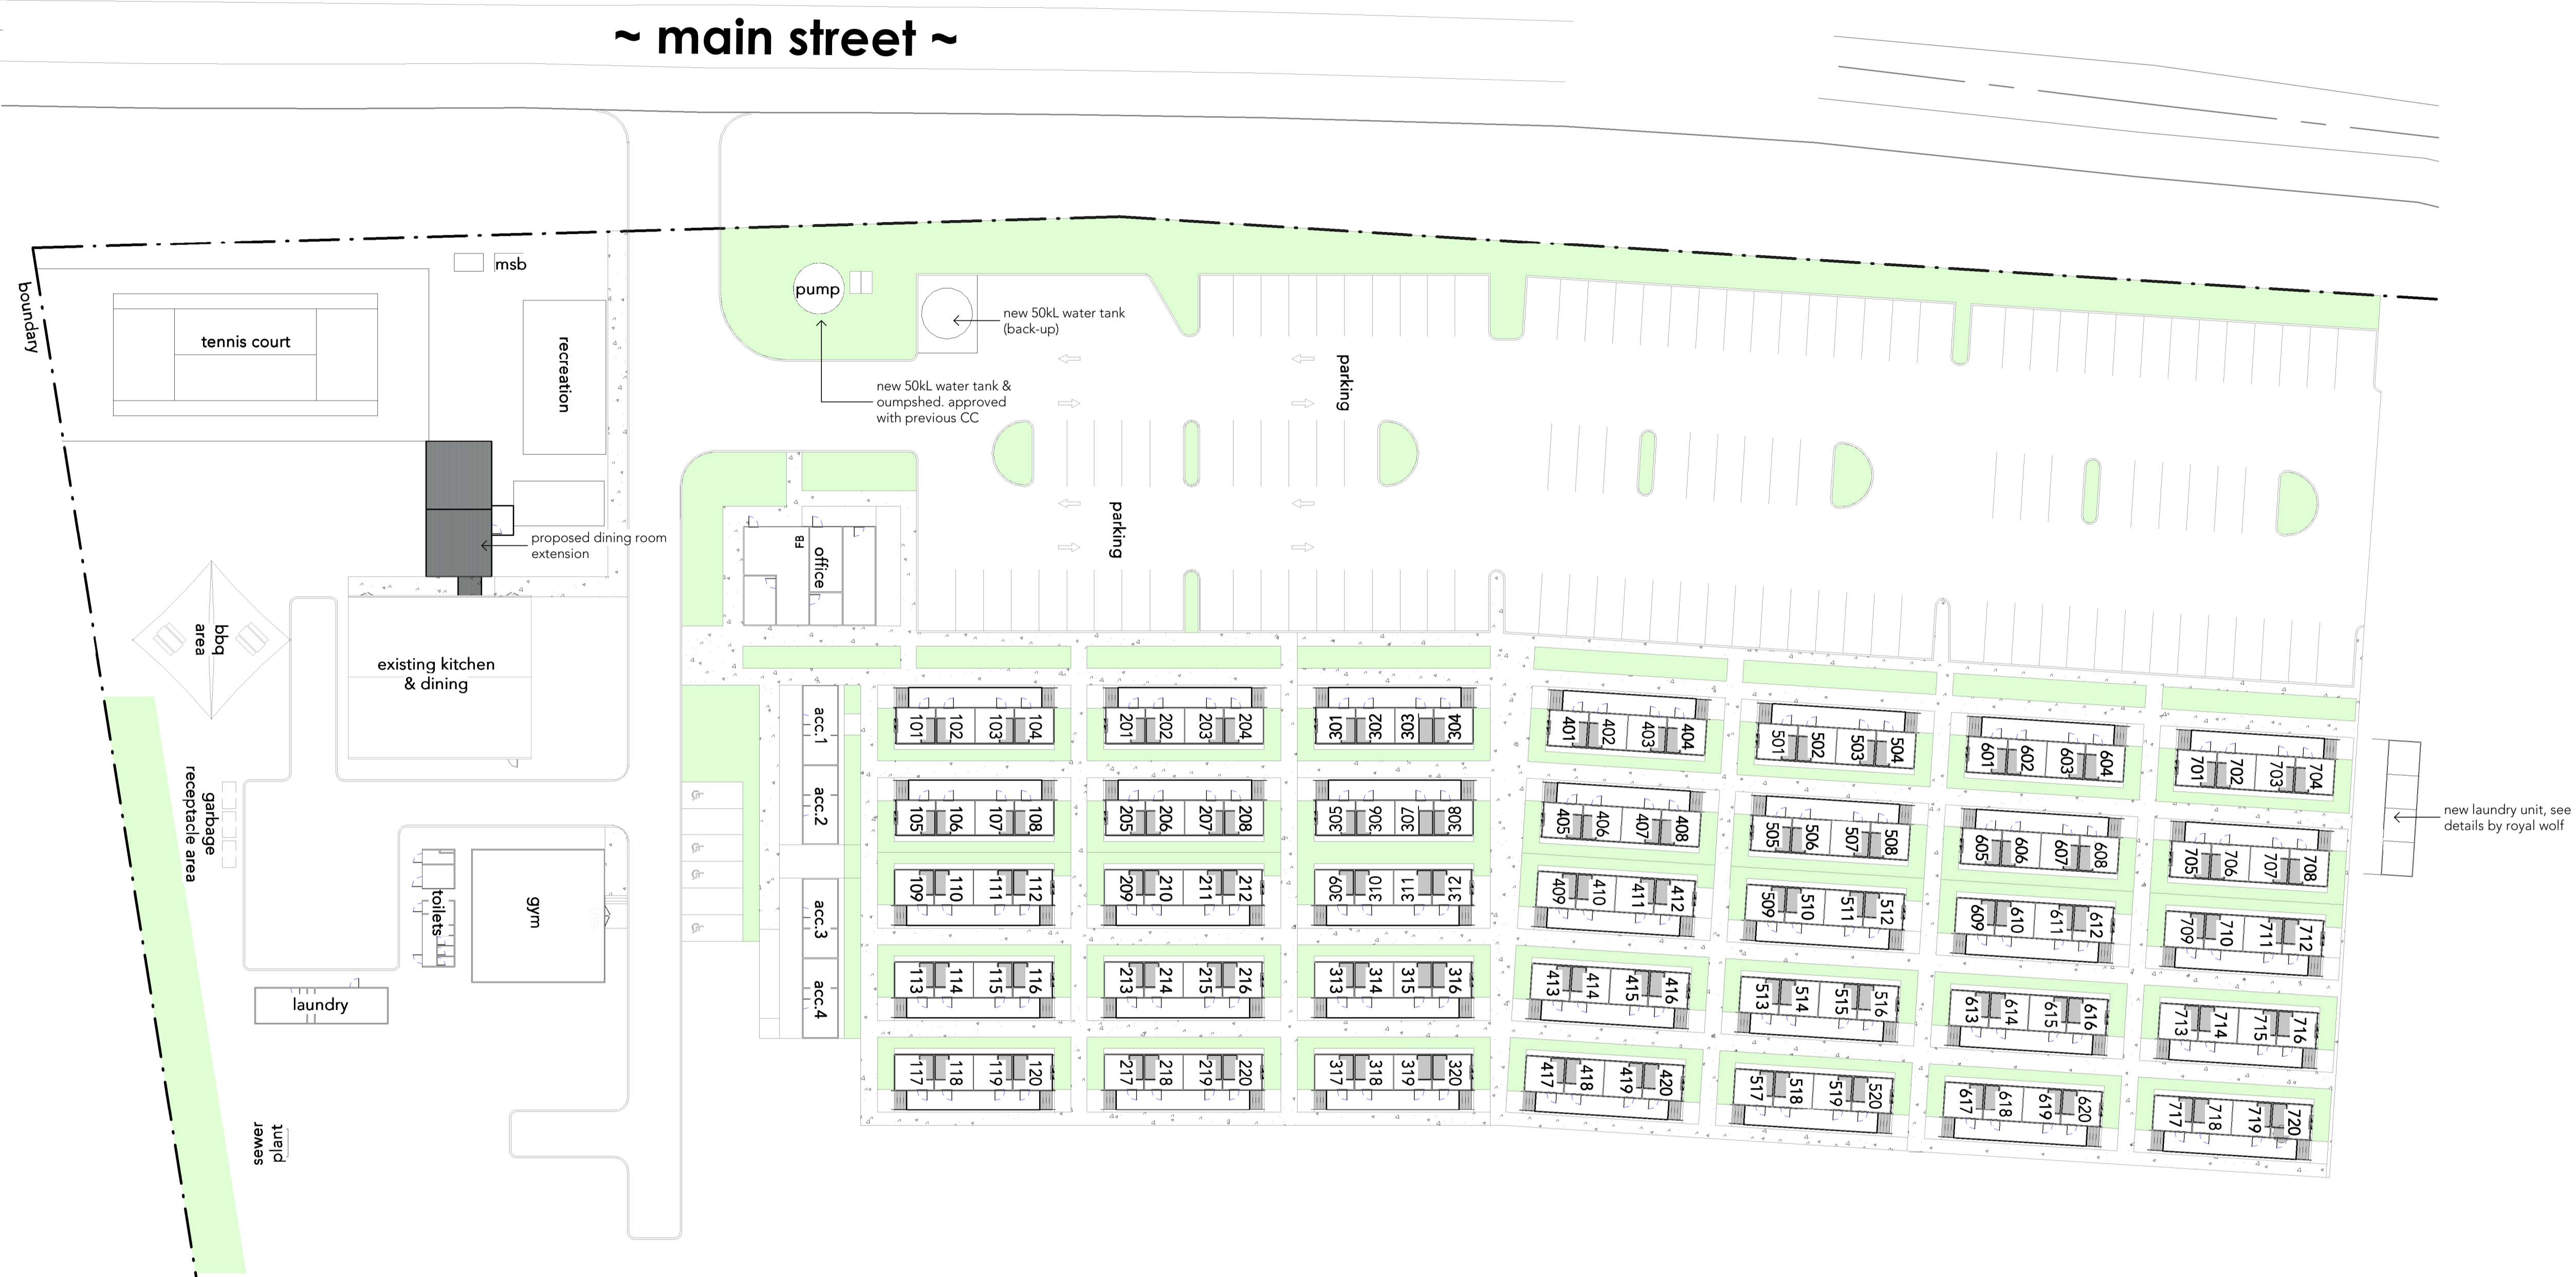 ~ main street ~
boundary
msb
tennis court
recreation
pump
new 50kL water tank
(back-up)
new 50kL water tank &
oumpshed. approved
with previous CC
parking
parking
proposed dining room
extension
FB
office
bbq
area
existing kitchen
& dining
garbage
receptacle area
toilets
gym
laundry
sewer
plant
acc.1
acc.2
acc.3
acc.4
101 102 103 104
201 202 203 204
301 302 303 304
401 402 403 404
501 502 503 504
601 602 603 604
701 702 703 704
105 106 107 108
205 206 207 208
305 306 307 308
405 406 407 408
505 506 507 508
605 606 607 608
705 706 707 708
109 110 111 112
209 210 211 212
309 310 311 312
409 410 411 412
509 510 511 512
609 610 611 612
709 710 711 712
113 114 115 116
213 214 215 216
313 314 315 316
413 414 415 416
513 514 515 516
613 614 615 616
713 714 715 716
117 118 119 120
217 218 219 220
317 318 319 320
417 418 419 420
517 518 519 520
617 618 619 620
717 718 719 720
new laundry unit, see
details by royal wolf